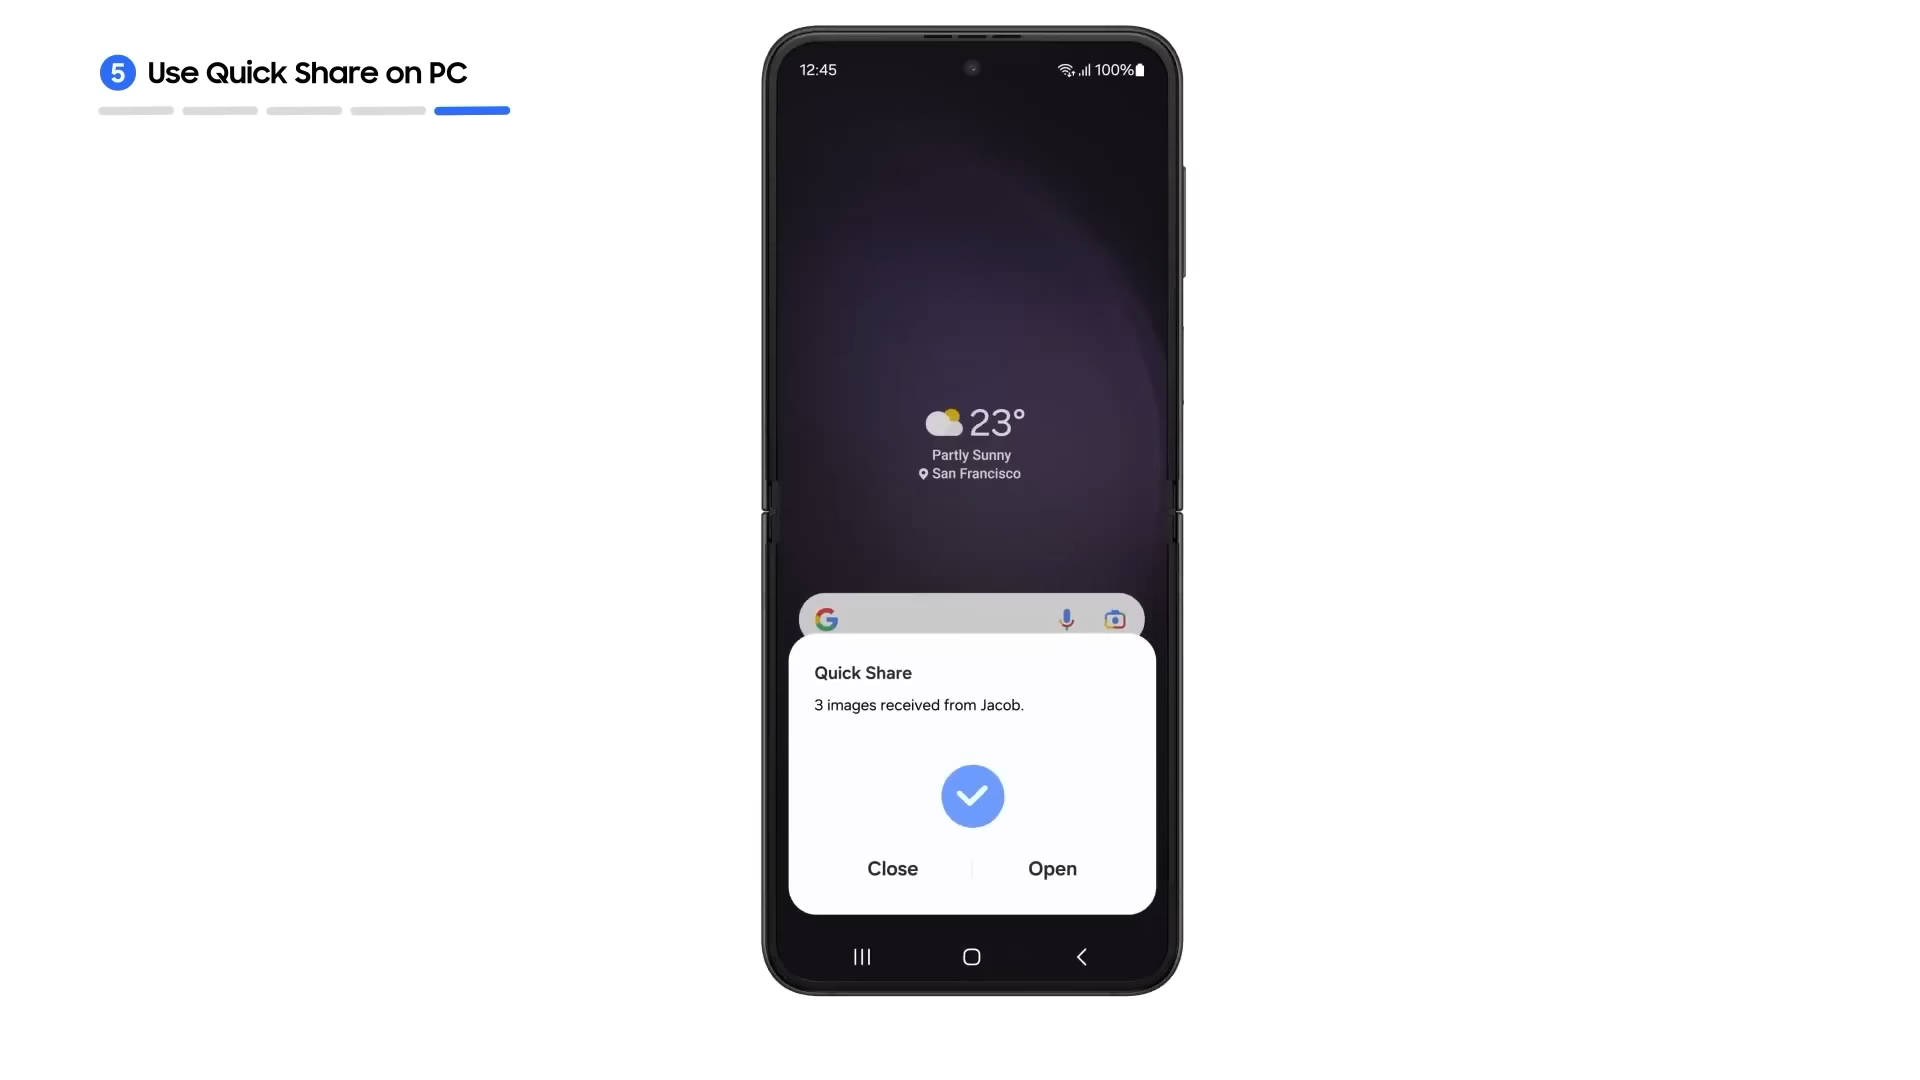 5 Use Quick Share on PC
12:45
100%
23°
Partly Sunny
San Francisco
G
Quick Share
3 images received from Jacob.
Close
Open